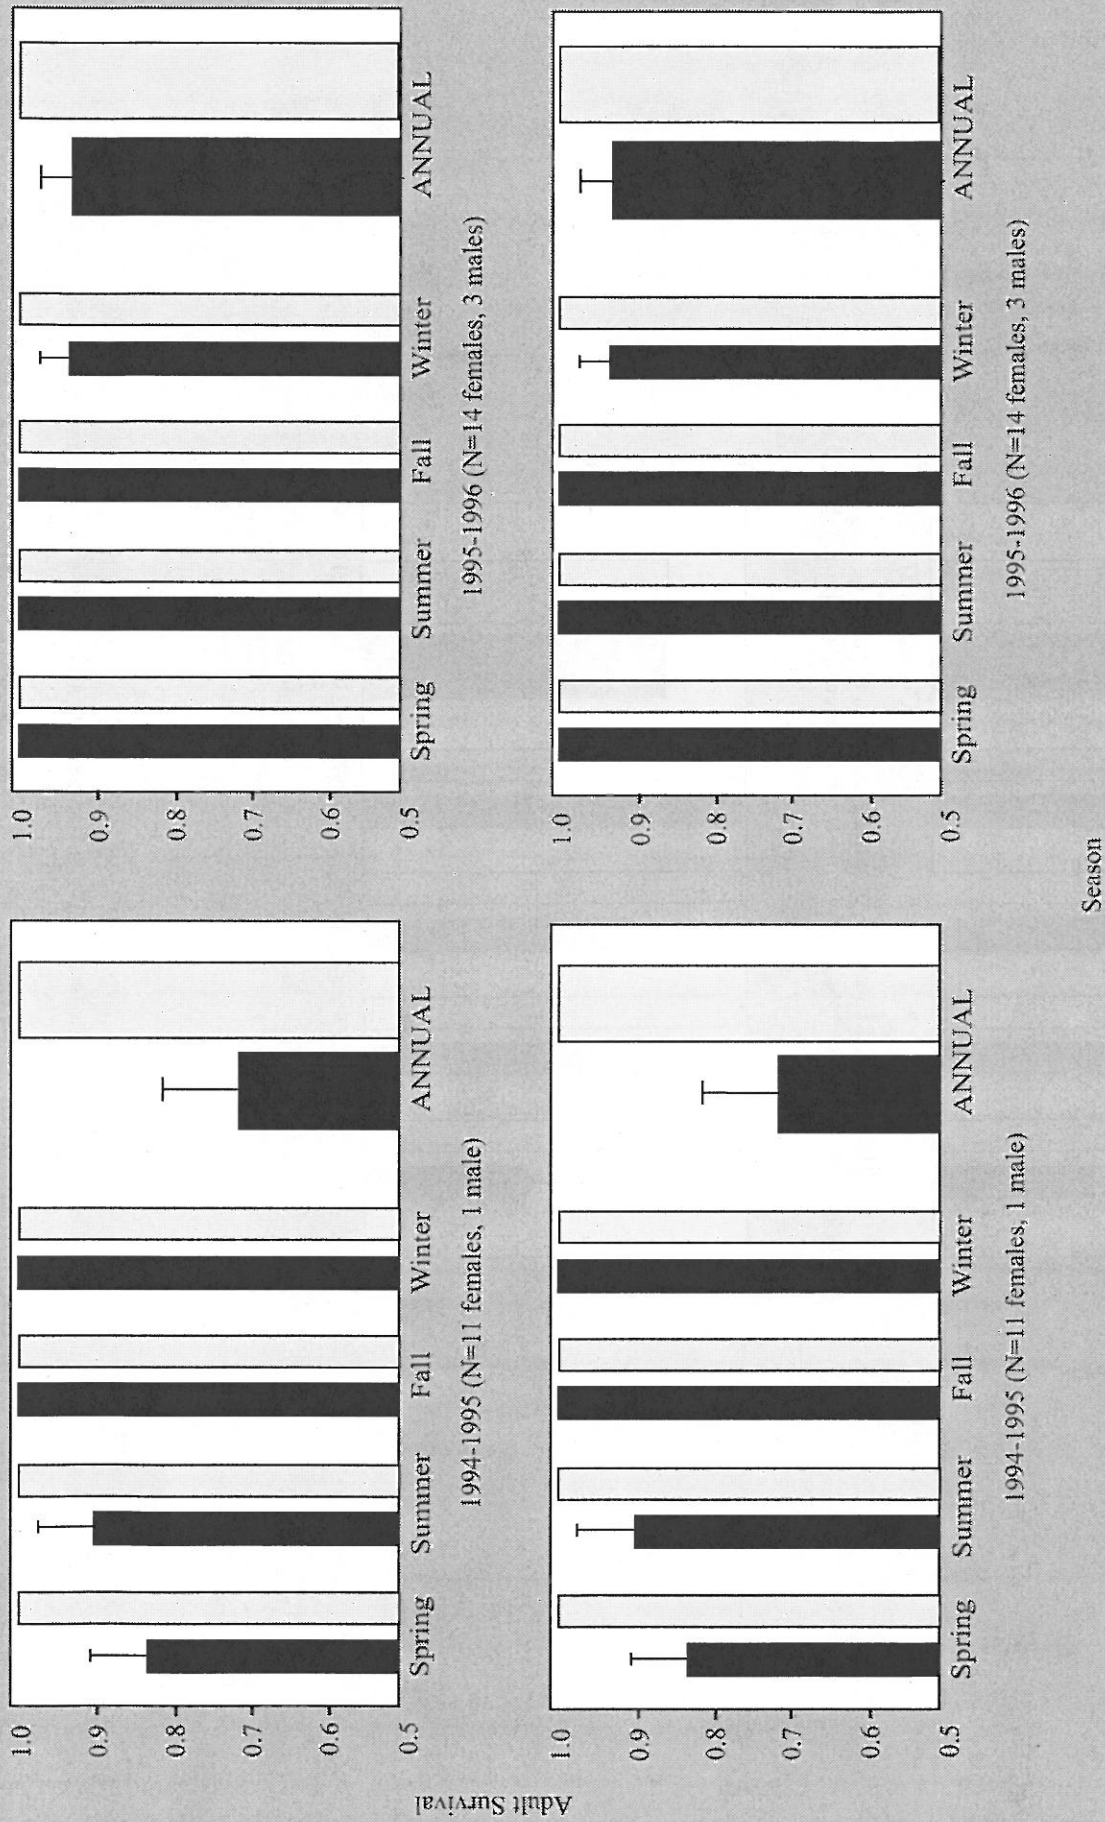 Adult Survival
1.0
0.9
0.8
0.7
0.6
0.5
Spring Summer Fall Winter ANNUAL
1994-1995 (N=11 females, 1 male)
1.0
0.9
0.8
0.7
0.6
0.5
Spring Summer Fall Winter ANNUAL
1995-1996 (N=14 females, 3 males)
1.0
0.9
0.8
0.7
0.6
0.5
Spring Summer Fall Winter ANNUAL
1994-1995 (N=11 females, 1 male)
1.0
0.9
0.8
0.7
0.6
0.5
Spring Summer Fall Winter ANNUAL
1995-1996 (N=14 females, 3 males)
Season